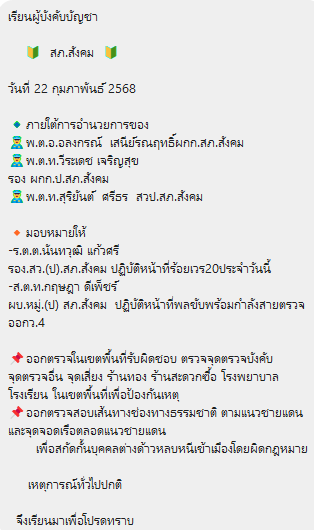 เรียนผู้บังคับบัญชา
🔰 สภ.สังคม 🔰
วันที่ 22 กุมภาพันธ์ 2568
🔹ภายใต้การอำนวยการของ
👮พ.ต.อ.อลงกรณ์ เสนีย์รณฤทธิ์ผกก.สภ.สังคม
👮พ.ต.ท.วีระเดช เจริญสุข
รอง ผกก.ป.สภ.สังคม
👮พ.ต.ท.สุริยันต์ ศรีธร สวป.สภ.สังคม
🔸มอบหมายให้
-ร.ต.ต.นันทวุฒิ แก้วศรี
รอง.สว.(ป).สภ.สังคม ปฏิบัติหน้าที่ร้อยเวร20ประจำวันนี้
-ส.ต.ท.กฤษฎา ดีเพ็ชร์
ผบ.หมู่.(ป) สภ.สังคม ปฏิบัติหน้าที่พลขับพร้อมกำลังสายตรวจ
ออกว.4
📌ออกตรวจในเขตพื้นที่รับผิดชอบ ตรวจจุดตรวจบังคับ
จุดตรวจอื่น จุดเสี่ยง ร้านทอง ร้านสะดวกซื้อ โรงพยาบาล
โรงเรียน ในเขตพื้นที่เพื่อป้องกันเหตุ
📌ออกตรวจสอบเส้นทางช่องทางธรรมชาติ ตามแนวชายแดน
และจุดจอดเรือตลอดแนวชายแดน
เพื่อสกัดกั้นบุคคลต่างด้าวหลบหนีเข้าเมืองโดยผิดกฎหมาย
เหตุการณ์ทั่วไปปกติ
จึงเรียนมาเพื่อโปรดทราบ